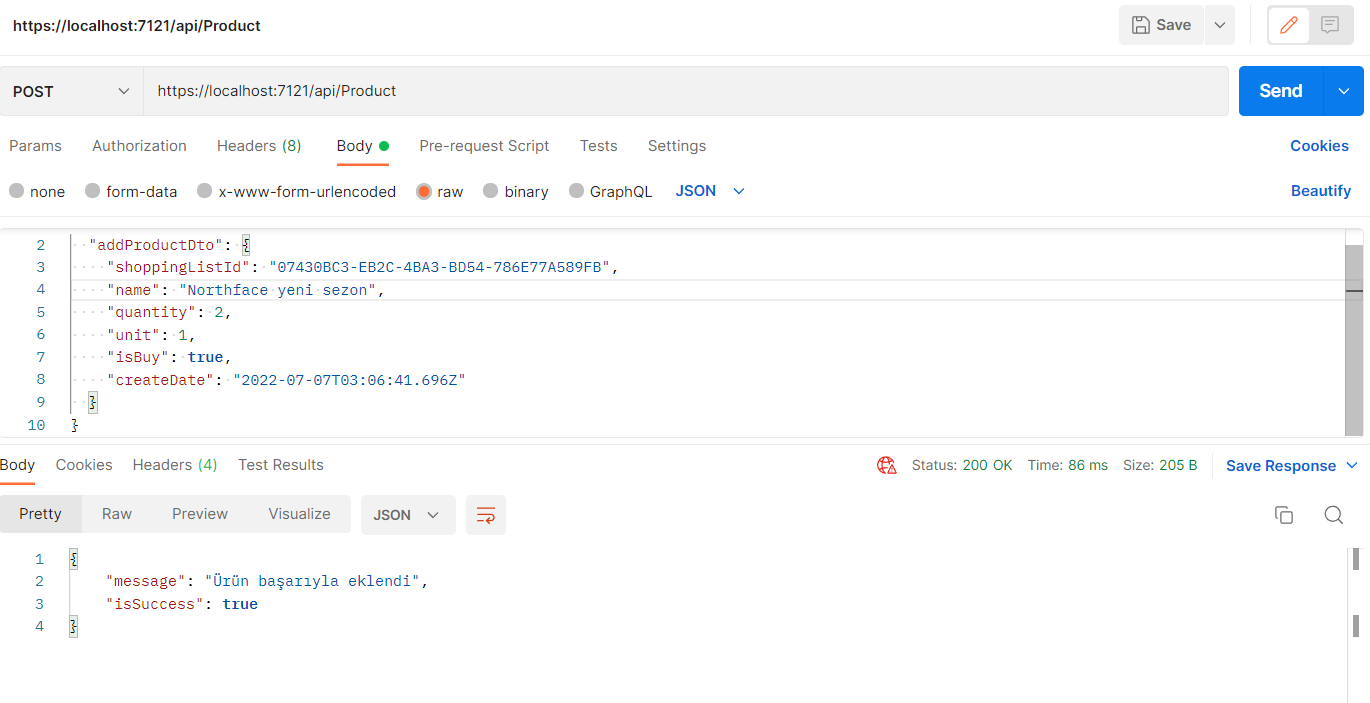 https://localhost:7121/api/Product
Save
POST
https://localhost:7121/api/Product
Send
Params Authorization Headers (8) Body Pre-request Script Tests Settings Cookies
none form-data x-www-form-urlencoded raw binary GraphQL JSON Beautify
2 "addProductDto": {
3 "shoppingListId": "07430BC3-EB2C-4BA3-BD54-786E77A589FB",
4 "name": "Northface yeni sezon",
5 "quantity": 2,
6 "unit": 1,
7 "isBuy": true,
8 "createDate": "2022-07-07T03:06:41.696Z"
9 }
10 }
Body Cookies Headers (4) Test Results Status: 200 OK Time: 86 ms Size: 205 B Save Response
Pretty Raw Preview Visualize JSON
1 {
2 "message": "Ürün başarıyla eklendi",
3 "isSuccess": true
4 }